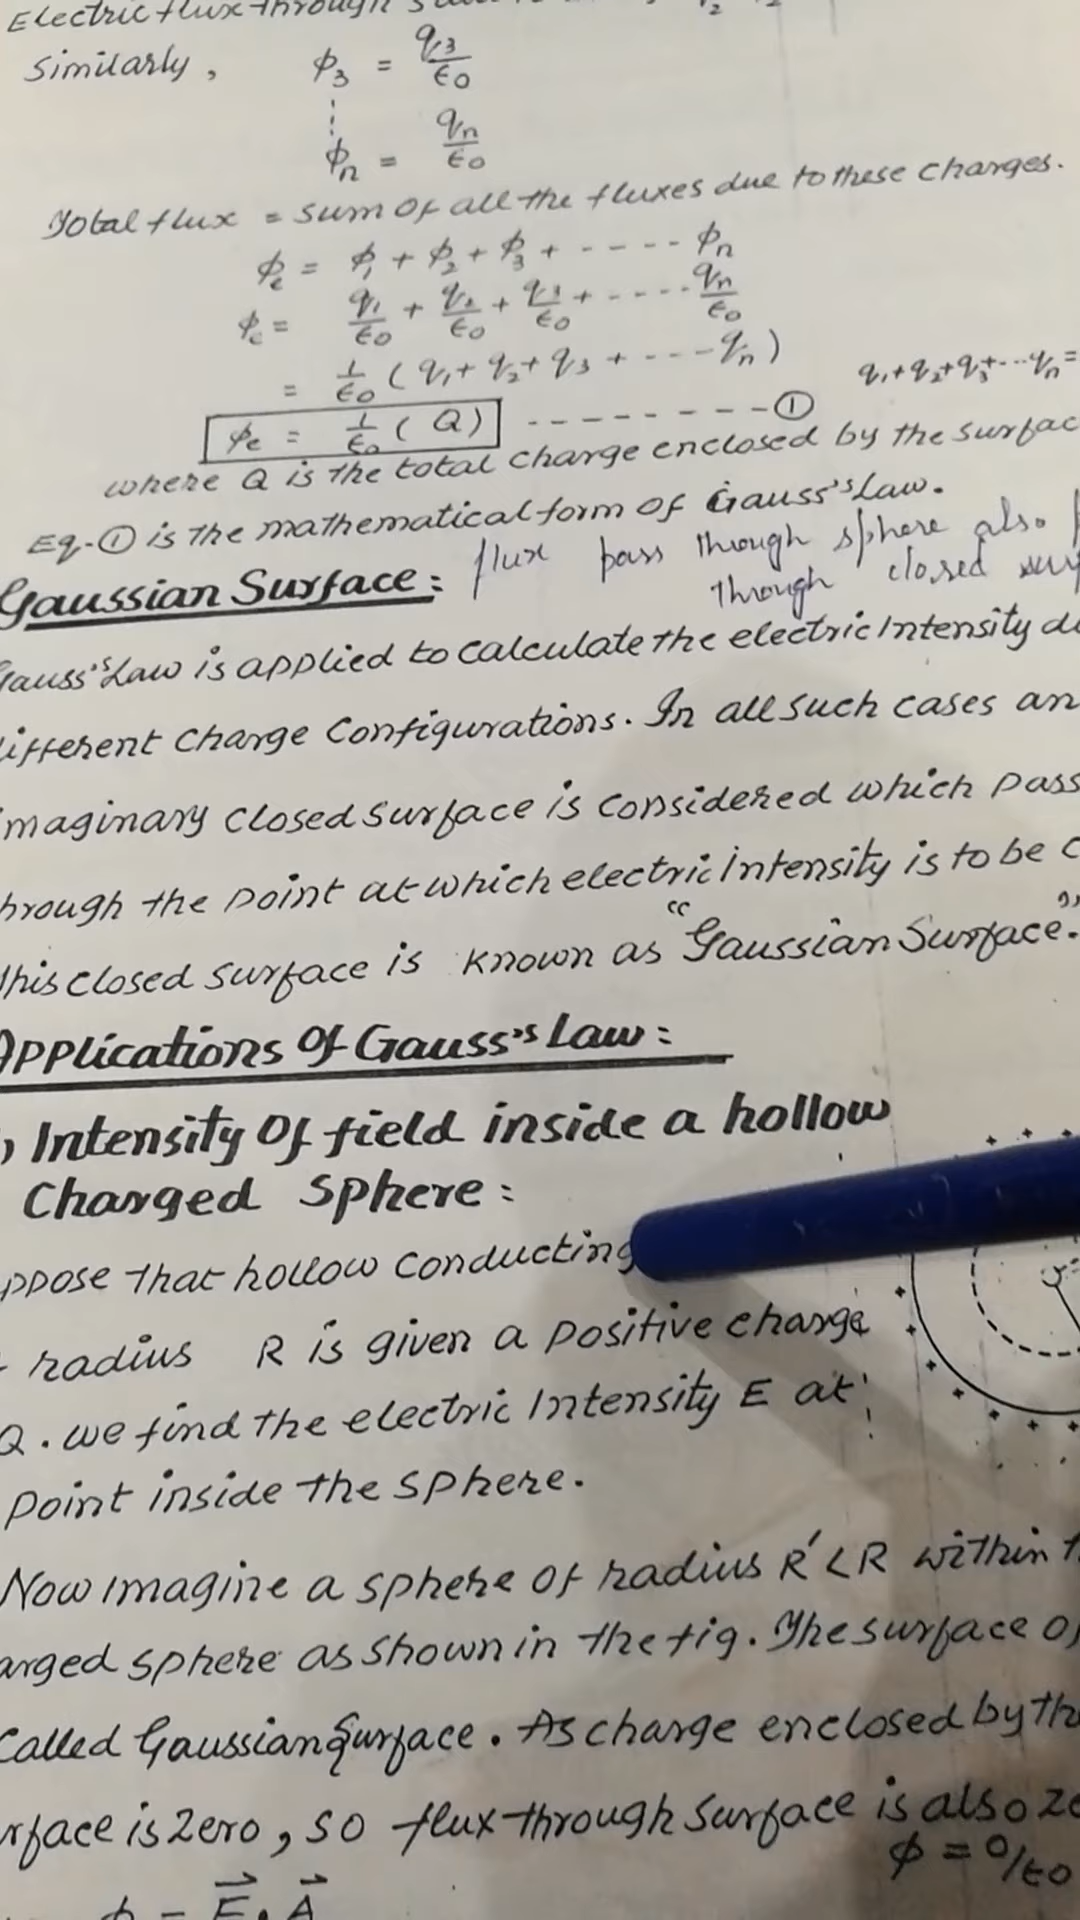 Electric flux through
Similarly, ϕ3 = q3/ϵ0
ϕn = qn/ϵ0
Total flux = sum of all the fluxes due to these charges.
ϕe = ϕ1 + ϕ2 + ϕ3 + ----- ϕn
ϕe = q1/ϵ0 + q2/ϵ0 + q3/ϵ0 + ----- qn/ϵ0
= 1/ϵ0 (q1 + q2 + q3 + ---- qn) q1+q2+q3+---qn =
ϕe = 1/ϵ0 (Q) -------- ①
where Q is the total charge enclosed by the surfac
Eq-① is the mathematical form of Gauss's Law.
flux pass through sphere also
through closed
Gaussian Surface:
Gauss's Law is applied to calculate the electric Intensity
different Charge Configurations. In all such cases an
imaginary Closed Surface is considered which pass
through the Point at which electric intensity is to be
This closed surface is known as "Gaussian Surface."
Applications Of Gauss's Law:
) Intensity Of field inside a hollow
Charged Sphere:
ppose that hollow conducting
radius R is given a positive charge
Q. we find the electric Intensity E at
Point inside the sphere.
Now imagine a sphere of radius R' < R within
arged sphere as shown in the fig. The surface of
called Gaussian Surface. As charge enclosed by th
rface is zero, so flux through surface is also ze
ϕ = 0/ϵ0
ϕ = E⃗ . A⃗